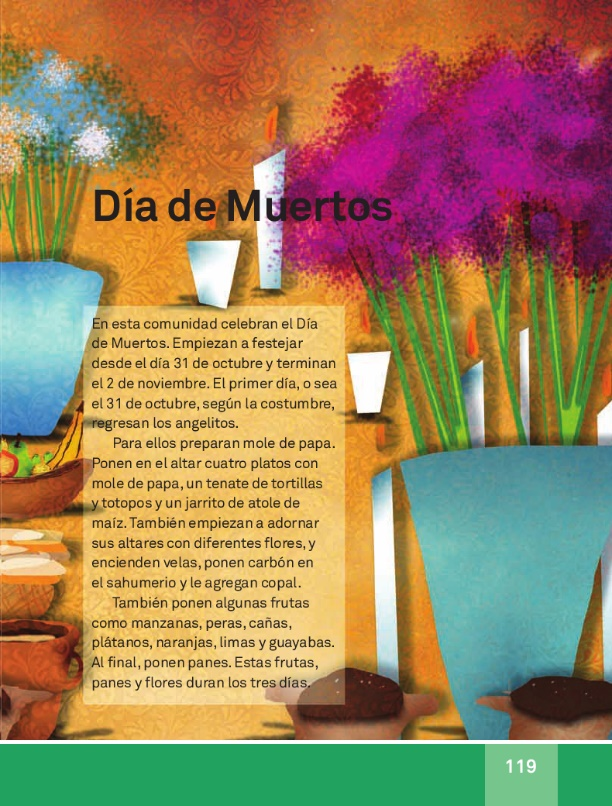 Día de Muertos
En esta comunidad celebran el Día
de Muertos. Empiezan a festejar
desde el día 31 de octubre y terminan
el 2 de noviembre. El primer día, o sea
el 31 de octubre, según la costumbre,
regresan los angelitos.
Para ellos preparan mole de papa.
Ponen en el altar cuatro platos con
mole de papa, un tenate de tortillas
y totopos y un jarrito de atole de
maíz. También empiezan a adornar
sus altares con diferentes flores, y
encienden velas, ponen carbón en
el sahumerio y le agregan copal.
También ponen algunas frutas
como manzanas, peras, cañas,
plátanos, naranjas, limas y guayabas.
Al final, ponen panes. Estas frutas,
panes y flores duran los tres días.
119